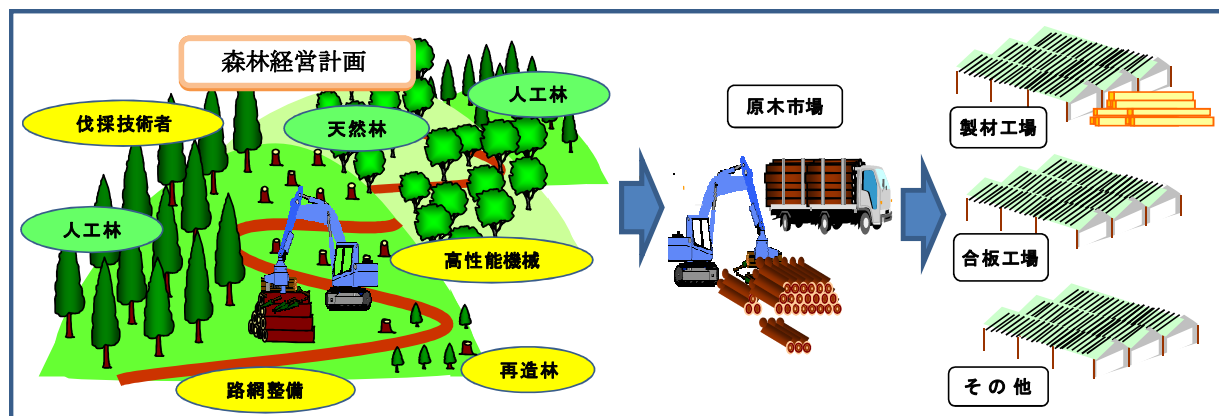 森林経営計画
人工林
伐採技術者
天然林
人工林
高性能機械
再造林
路網整備
原木市場
製材工場
合板工場
その他